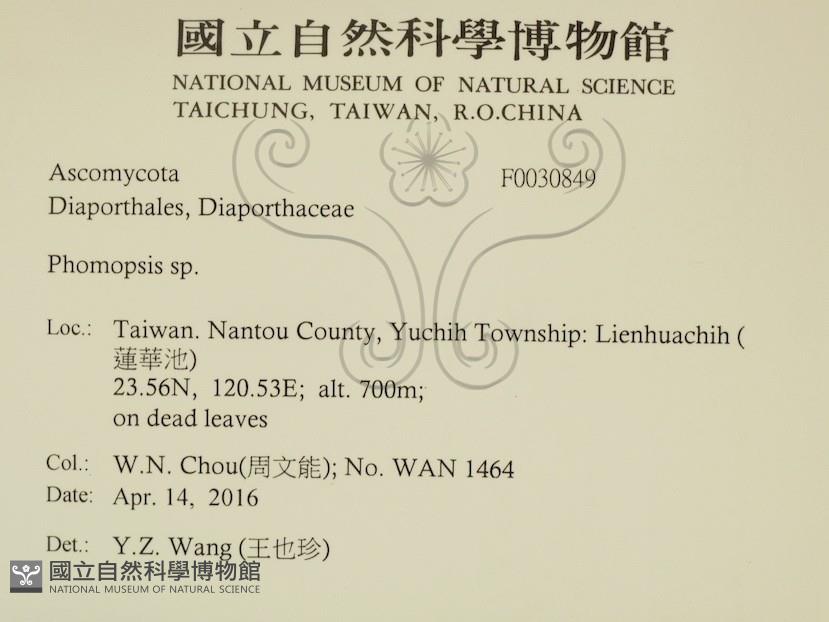 國立自然科學博物館
NATIONAL MUSEUM OF NATURAL SCIENCE
TAICHUNG, TAIWAN, R.O.CHINA
Ascomycota F0030849
Diaporthales, Diaporthaceae
Phomopsis sp.
Loc.: Taiwan. Nantou County, Yuchih Township: Lienhuachih (
蓮華池)
23.56N, 120.53E; alt. 700m;
on dead leaves
Col.: W.N. Chou(周文能); No. WAN 1464
Date: Apr. 14, 2016
Det.: Y.Z. Wang (王也珍)
國立自然科學博物館
NATIONAL MUSEUM OF NATURAL SCIENCE